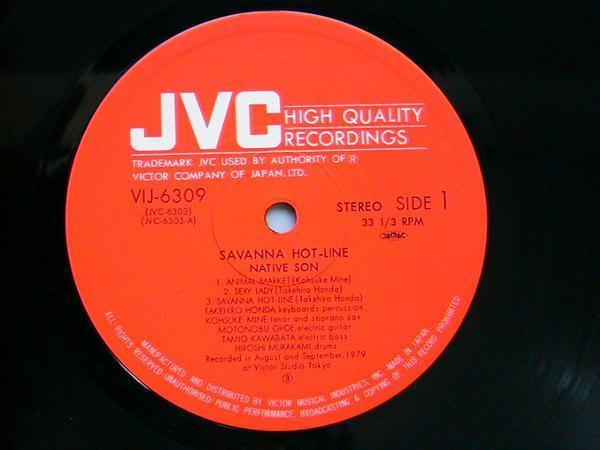 JVC HIGH QUALITY
RECORDINGS
TRADEMARK JVC USED BY AUTHORITY OF(R)
VICTOR COMPANY OF JAPAN, LTD.
VIJ-6309
(JVC-6303)
(JVC-6303-A)
STEREO SIDE 1
33 1/3 RPM
SAVANNA HOT-LINE
NATIVE SON
1. ANIMAL MARKET(Kohsuke Mine)
2. SEXY LADY(Takehiro Honda)
3. SAVANNA HOT-LINE(Takehiro Honda)
TAKEHIRO HONDA, keyboards, percussion
KOHSUKE MINE, tenor and soprano sax
MOTONOBU OHDE, electric guitar
TAMIO KAWABATA, electric bass
HIROSHI MURAKAMI, drums
Recorded in August and September, 1979
at Victor Studio, Tokyo
③
MANUFACTURED AND DISTRIBUTED BY VICTOR MUSICAL INDUSTRIES, INC. MADE IN JAPAN
ALL RIGHTS RESERVED UNAUTHORISED PUBLIC PERFORMANCE, BROADCASTING & COPYING OF THIS RECORD PROHIBITED